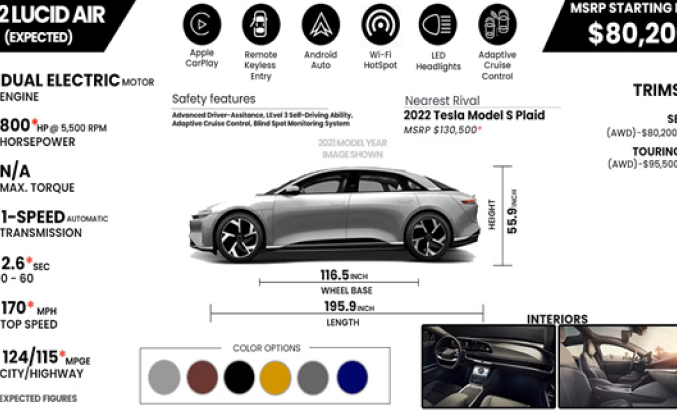 2 LUCID AIR
(EXPECTED)
MSRP STARTING
$80,20
Apple
CarPlay
Remote
Keyless
Entry
Android
Auto
Wi-Fi
HotSpot
LED
Headlights
Adaptive
Cruise
Control
DUAL ELECTRIC MOTOR
ENGINE
800* HP @ 5,500 RPM
HORSEPOWER
N/A
MAX. TORQUE
1-SPEED AUTOMATIC
TRANSMISSION
2.6* SEC
0 - 60
170* MPH
TOP SPEED
124/115* MPGE
CITY/HIGHWAY
EXPECTED FIGURES
Safety features
Advanced Driver-Assitance, LEvel 3 Self-Driving Ability,
Adaptive Cruise Control, Blind Spot Monitoring System
Nearest Rival
2022 Tesla Model S Plaid
MSRP $130,500*
2021 MODEL YEAR
IMAGE SHOWN
HEIGHT
55.9 INCH
116.5 INCH
WHEEL BASE
195.9 INCH
LENGTH
COLOR OPTIONS
TRIMS
SE
(AWD)-$80,200
TOURING
(AWD)-$95,500
INTERIORS